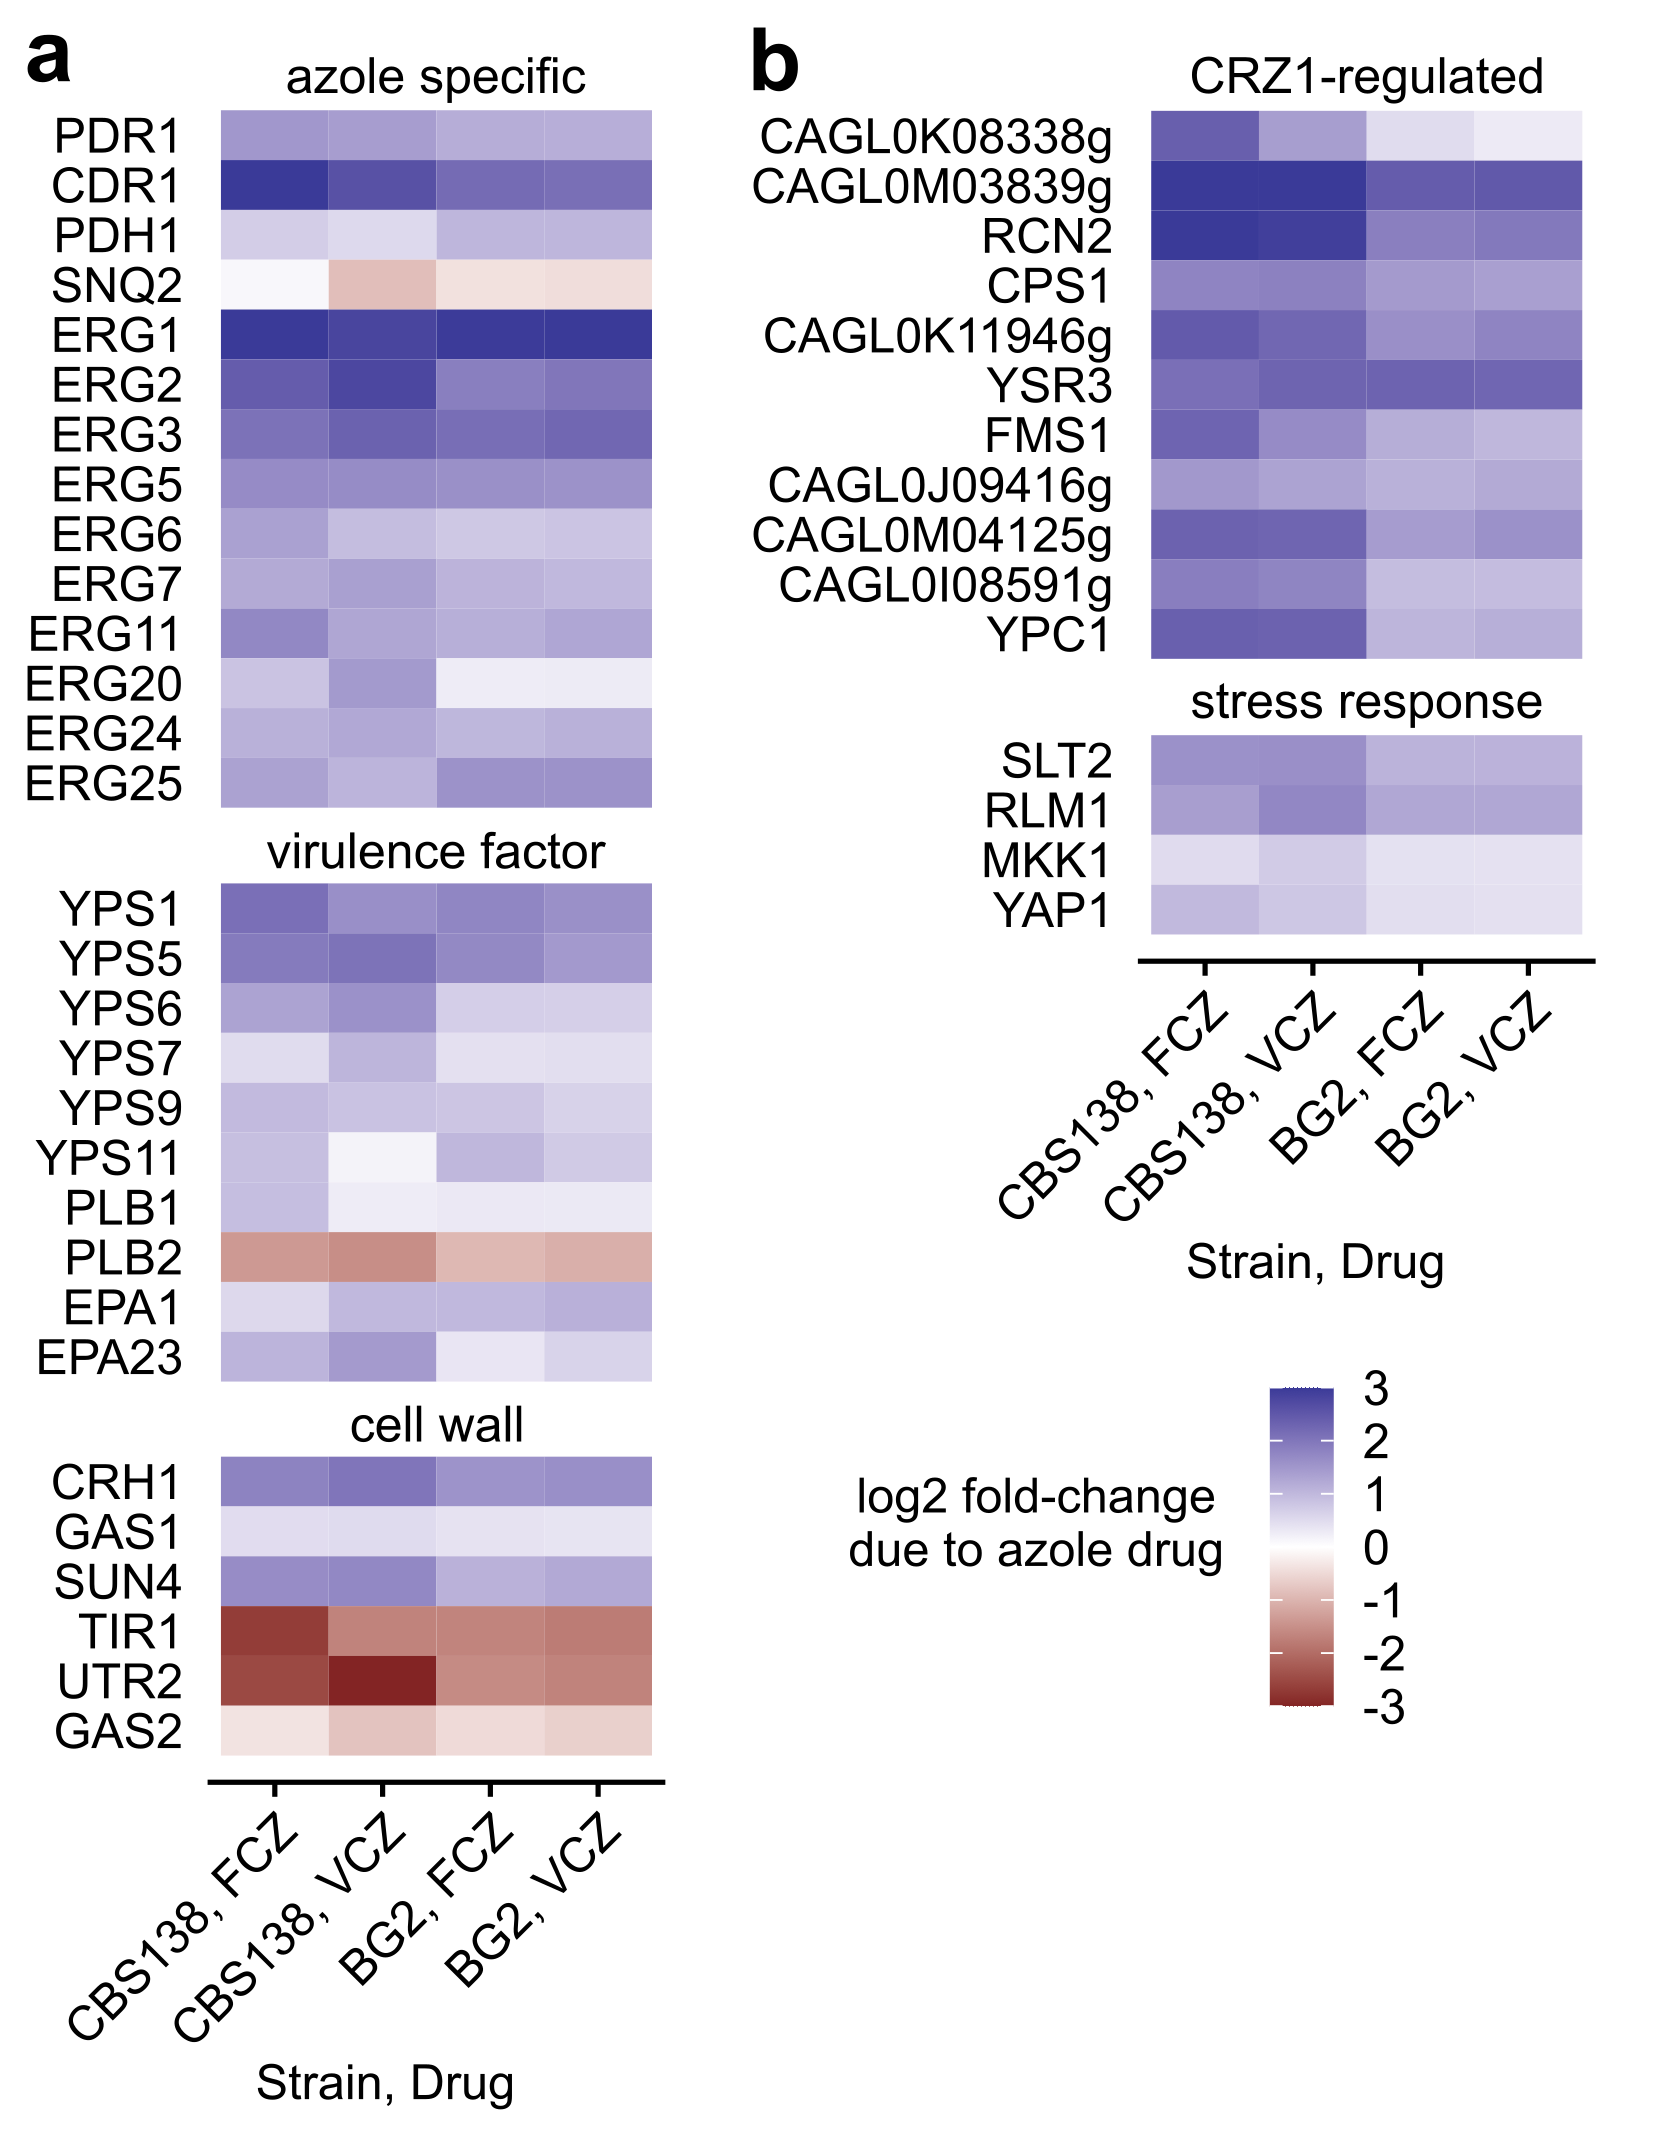 a
azole specific
PDR1
CDR1
PDH1
SNQ2
ERG1
ERG2
ERG3
ERG5
ERG6
ERG7
ERG11
ERG20
ERG24
ERG25
virulence factor
YPS1
YPS5
YPS6
YPS7
YPS9
YPS11
PLB1
PLB2
EPA1
EPA23
cell wall
CRH1
GAS1
SUN4
TIR1
UTR2
GAS2
CBS138, FCZ
CBS138, VCZ
BG2, FCZ
BG2, VCZ
Strain, Drug
b
CRZ1-regulated
CAGL0K08338g
CAGL0M03839g
RCN2
CPS1
CAGL0K11946g
YSR3
FMS1
CAGL0J09416g
CAGL0M04125g
CAGL0I08591g
YPC1
stress response
SLT2
RLM1
MKK1
YAP1
CBS138, FCZ
CBS138, VCZ
BG2, FCZ
BG2, VCZ
Strain, Drug
log2 fold-change
due to azole drug
3
2
1
0
-1
-2
-3